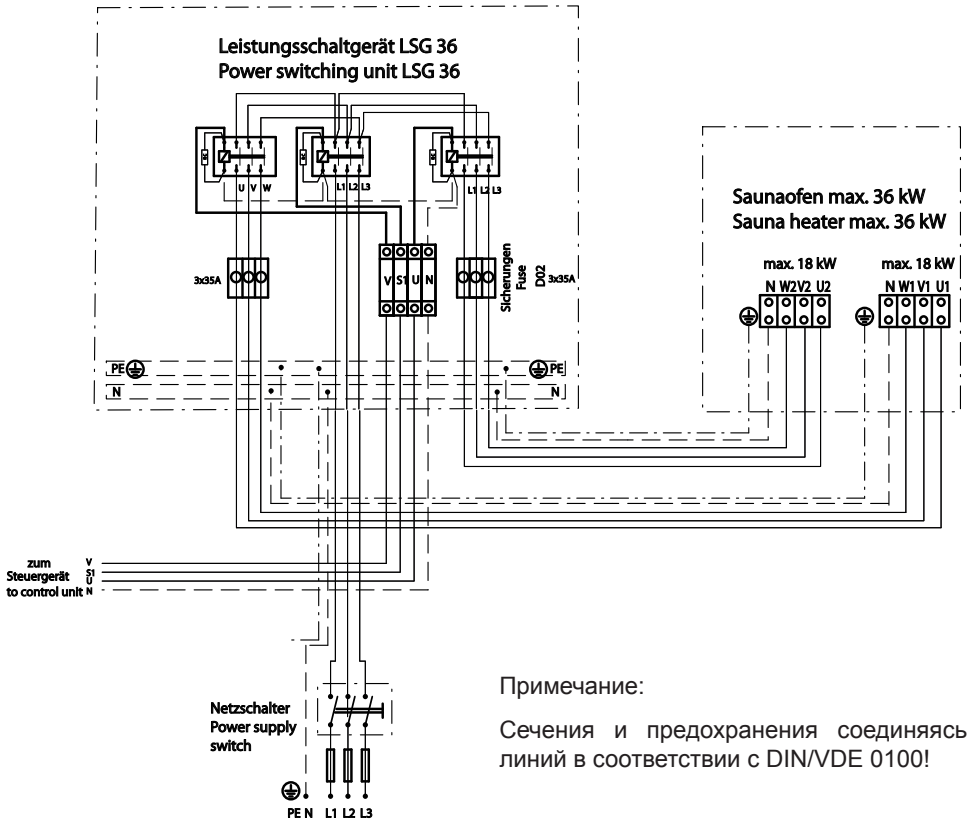 Leistungsschaltgerät LSG 36
Power switching unit LSG 36
RC
RC
RC
U V W
L1 L2 L3
L1 L2 L3
3x35A
V S1 U N
Sicherungen
Fuse
D02
3x35A
PE
PE
N
N
Saunaofen max. 36 kW
Sauna heater max. 36 kW
max. 18 kW
max. 18 kW
N W2 V2 U2
N W1 V1 U1
zum
Steuergerät
to control unit
V
S1
U
N
Netzschalter
Power supply
switch
PE N L1 L2 L3
Примечание:
Сечения и предохранения соединяясь
линий в соответствии с DIN/VDE 0100!